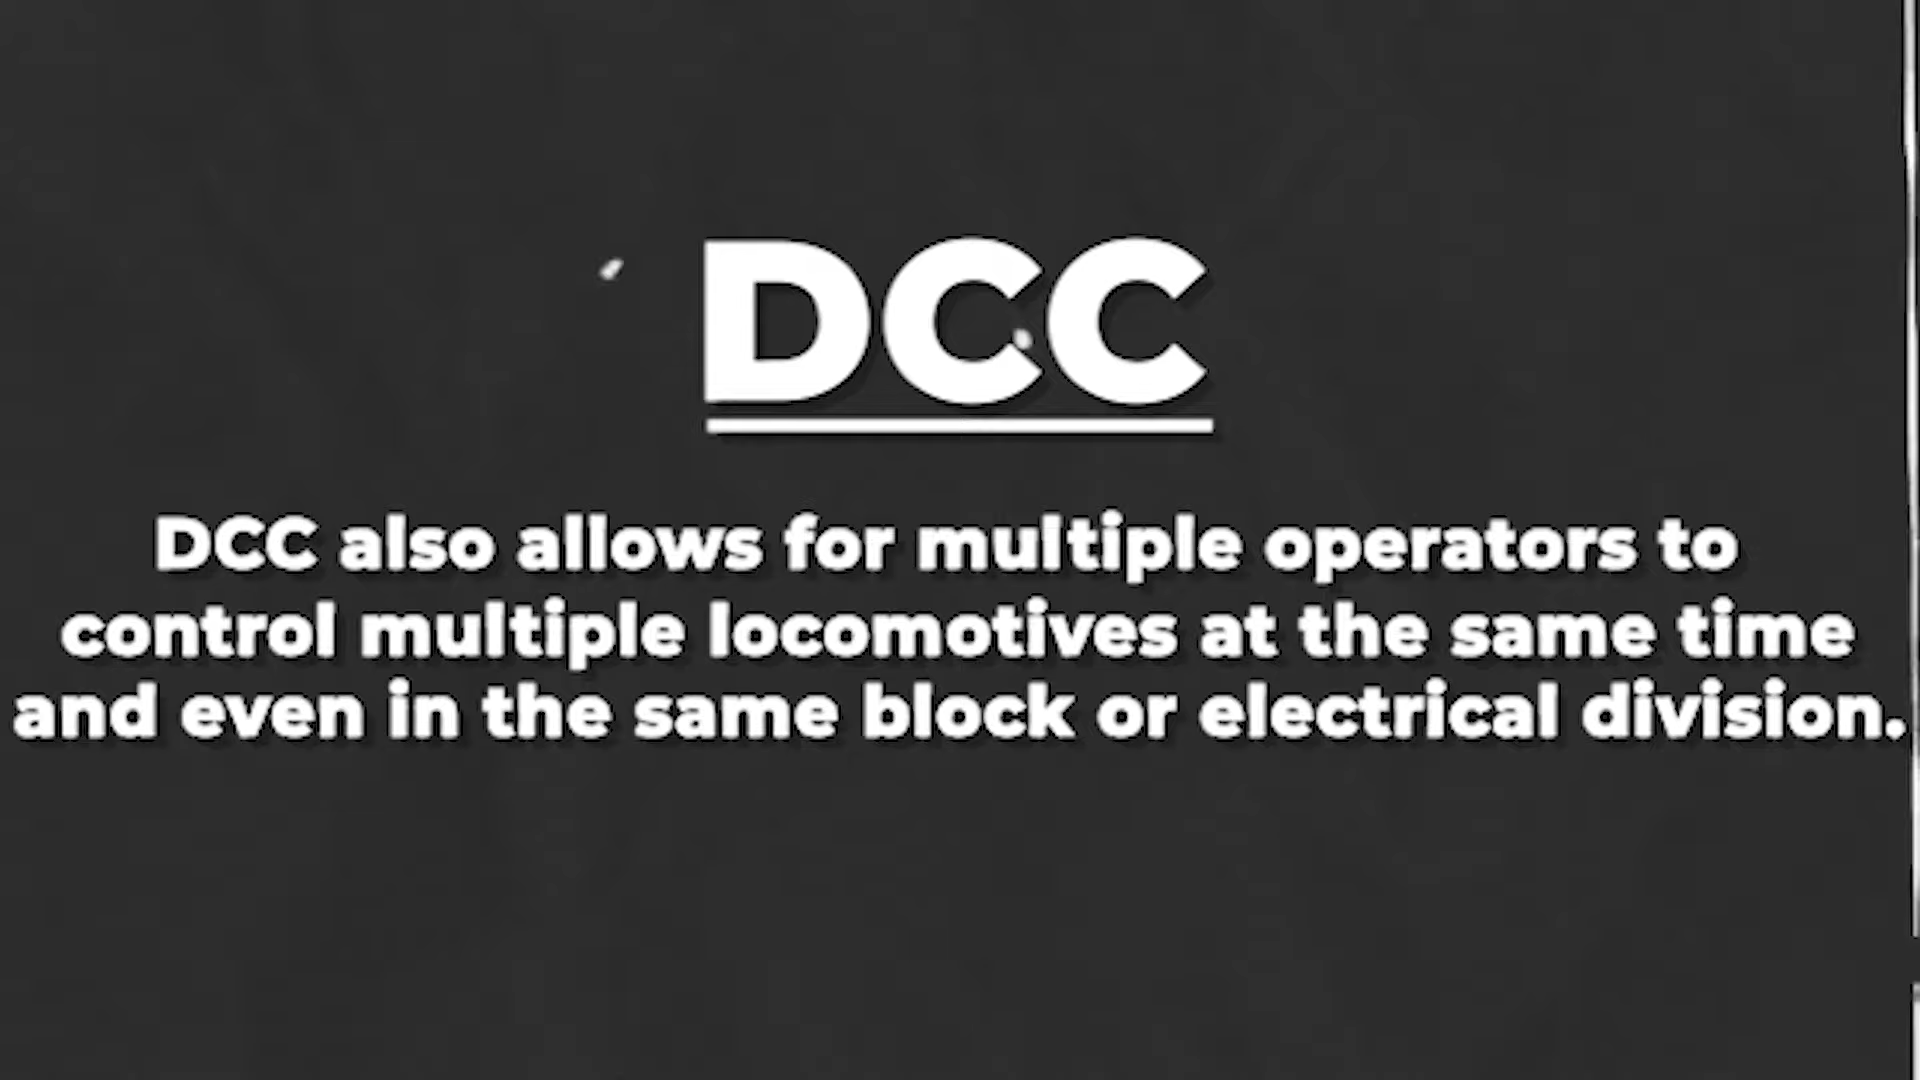 DCC
DCC also allows for multiple operators to
control multiple locomotives at the same time
and even in the same block or electrical division.